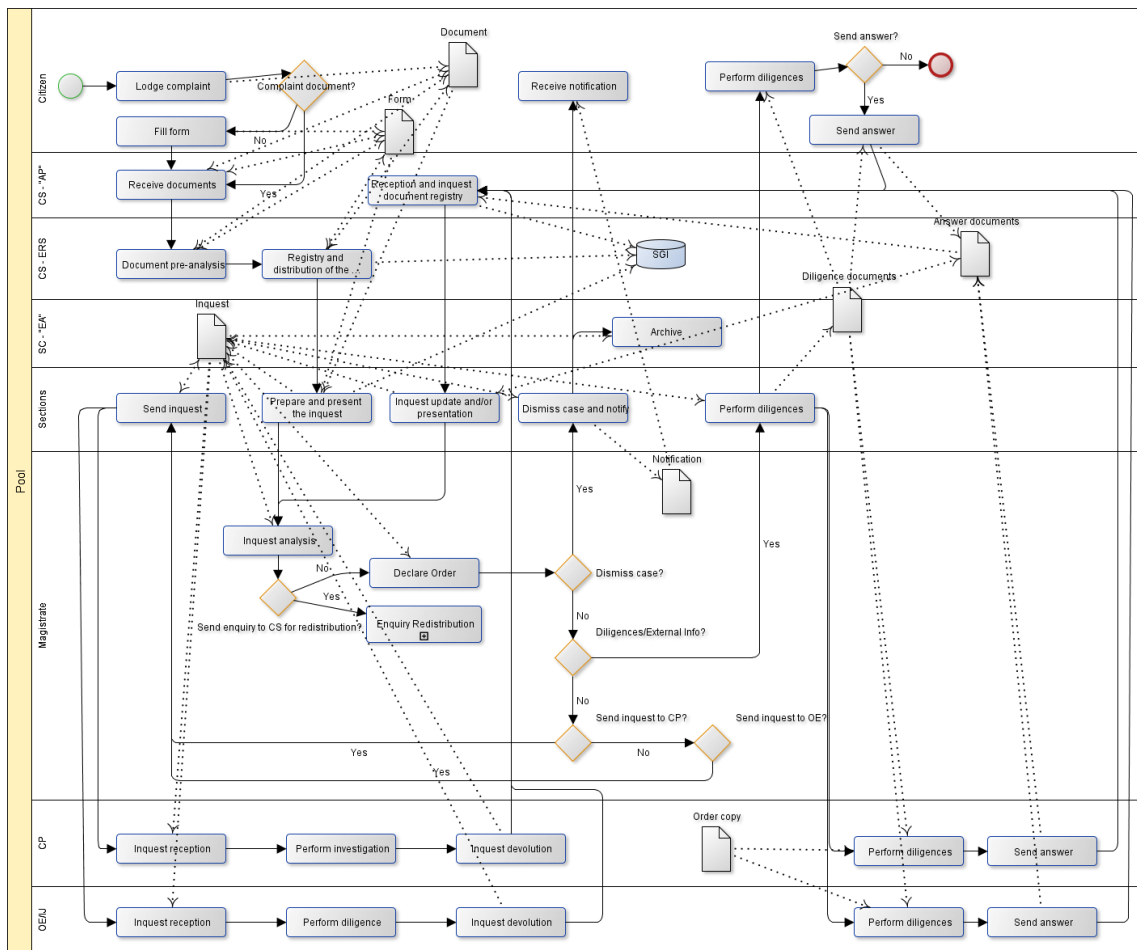 Pool
Citizen
Lodge complaint
Complaint document?
Document
Form
Fill form
No
Yes
Receive notification
Perform diligences
Send answer?
No
Yes
Send answer
CS - "AP"
Receive documents
Reception and inquest
document registry
CS - ERS
Document pre-analysis
Registry and
distribution of the ...
SGI
Answer documents
Diligence documents
SC - "EA"
Inquest
Archive
Sections
Send inquest
Prepare and present
the inquest
Inquest update and/or
presentation
Dismiss case and notify
Perform diligences
Magistrate
Notification
Yes
Yes
Inquest analysis
No
Yes
Declare Order
Dismiss case?
Send enquiry to CS for redistribution?
Enquiry Redistribution
No
Diligences/External Info?
No
Send inquest to CP?
Send inquest to OE?
Yes
No
Yes
CP
Inquest reception
Perform investigation
Inquest devolution
Order copy
Perform diligences
Send answer
OE/IJ
Inquest reception
Perform diligence
Inquest devolution
Perform diligences
Send answer